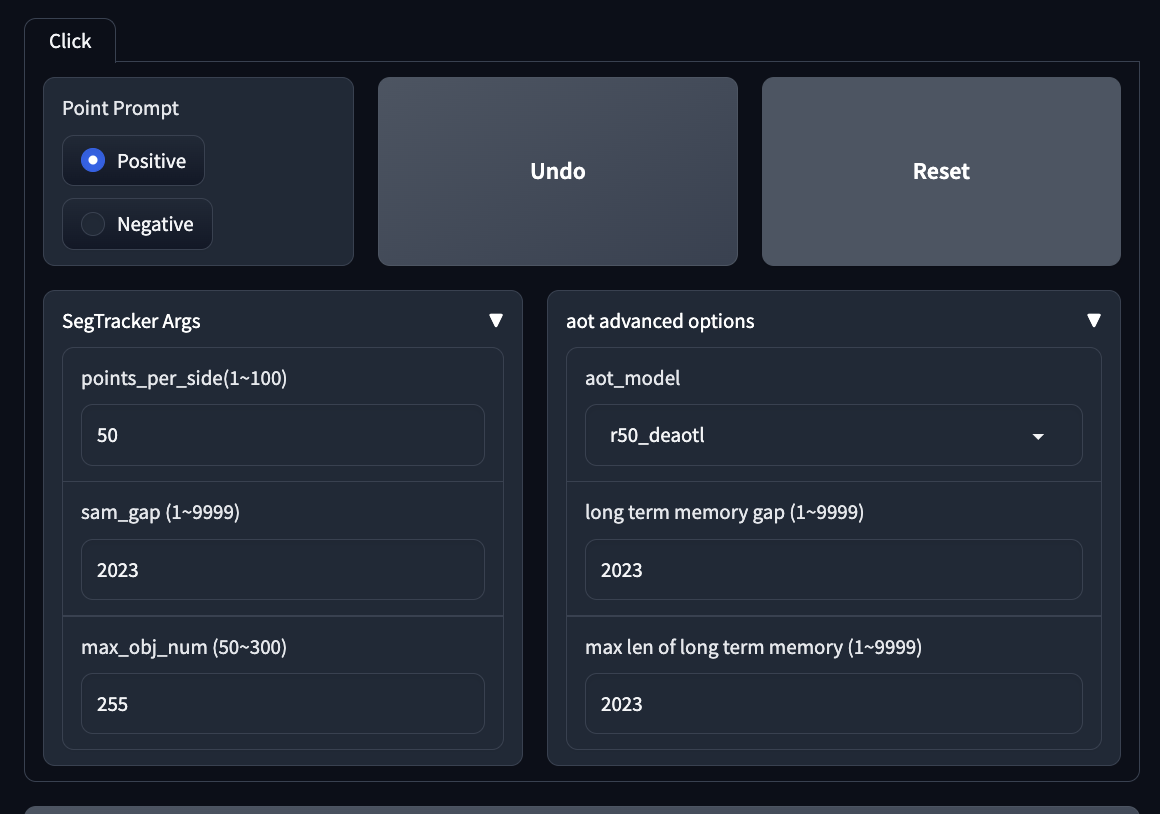 Click
Point Prompt
Positive
Negative
Undo
Reset
SegTracker Args
▼
points_per_side(1~100)
50
sam_gap (1~9999)
2023
max_obj_num (50~300)
255
aot advanced options
▼
aot_model
r50_deaotl
long term memory gap (1~9999)
2023
max len of long term memory (1~9999)
2023